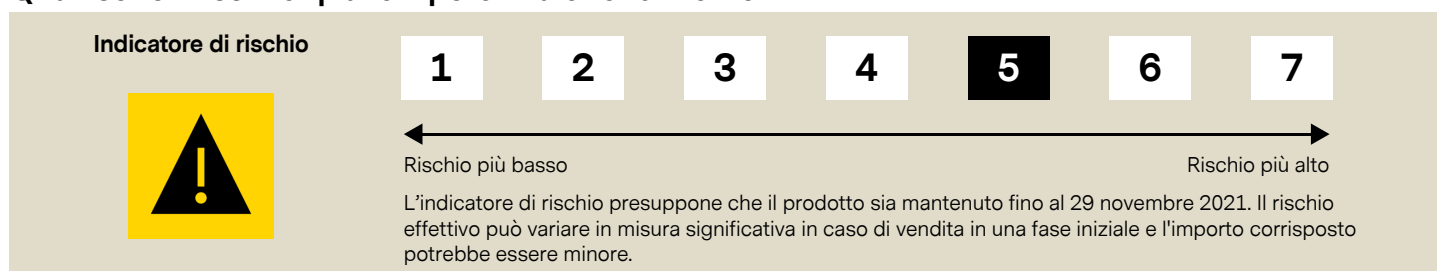 Indicatore di rischio
1 2 3 4 5 6 7
Rischio più basso Rischio più alto
L'indicatore di rischio presuppone che il prodotto sia mantenuto fino al 29 novembre 2021. Il rischio
effettivo può variare in misura significativa in caso di vendita in una fase iniziale e l'importo corrisposto
potrebbe essere minore.